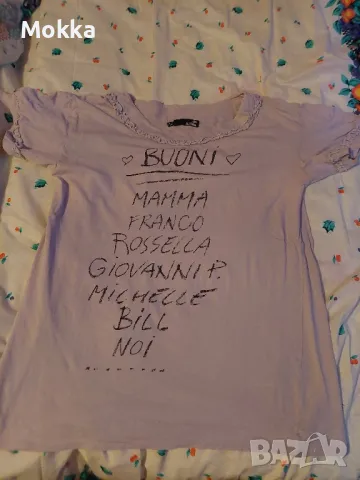 Mokka
♡ BUONI ♡
MAMMA
FRANCO
ROSSELLA
GIOVANNI P.
MICHELLE
BILL
NOI
BAZAR